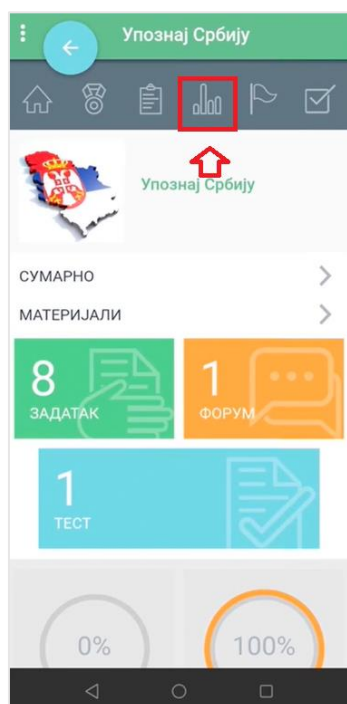 Упознај Србију
Упознај Србију
СУМАРНО
МАТЕРИЈАЛИ
8
ЗАДАТАК
1
ФОРУМ
1
ТЕСТ
0%
100%